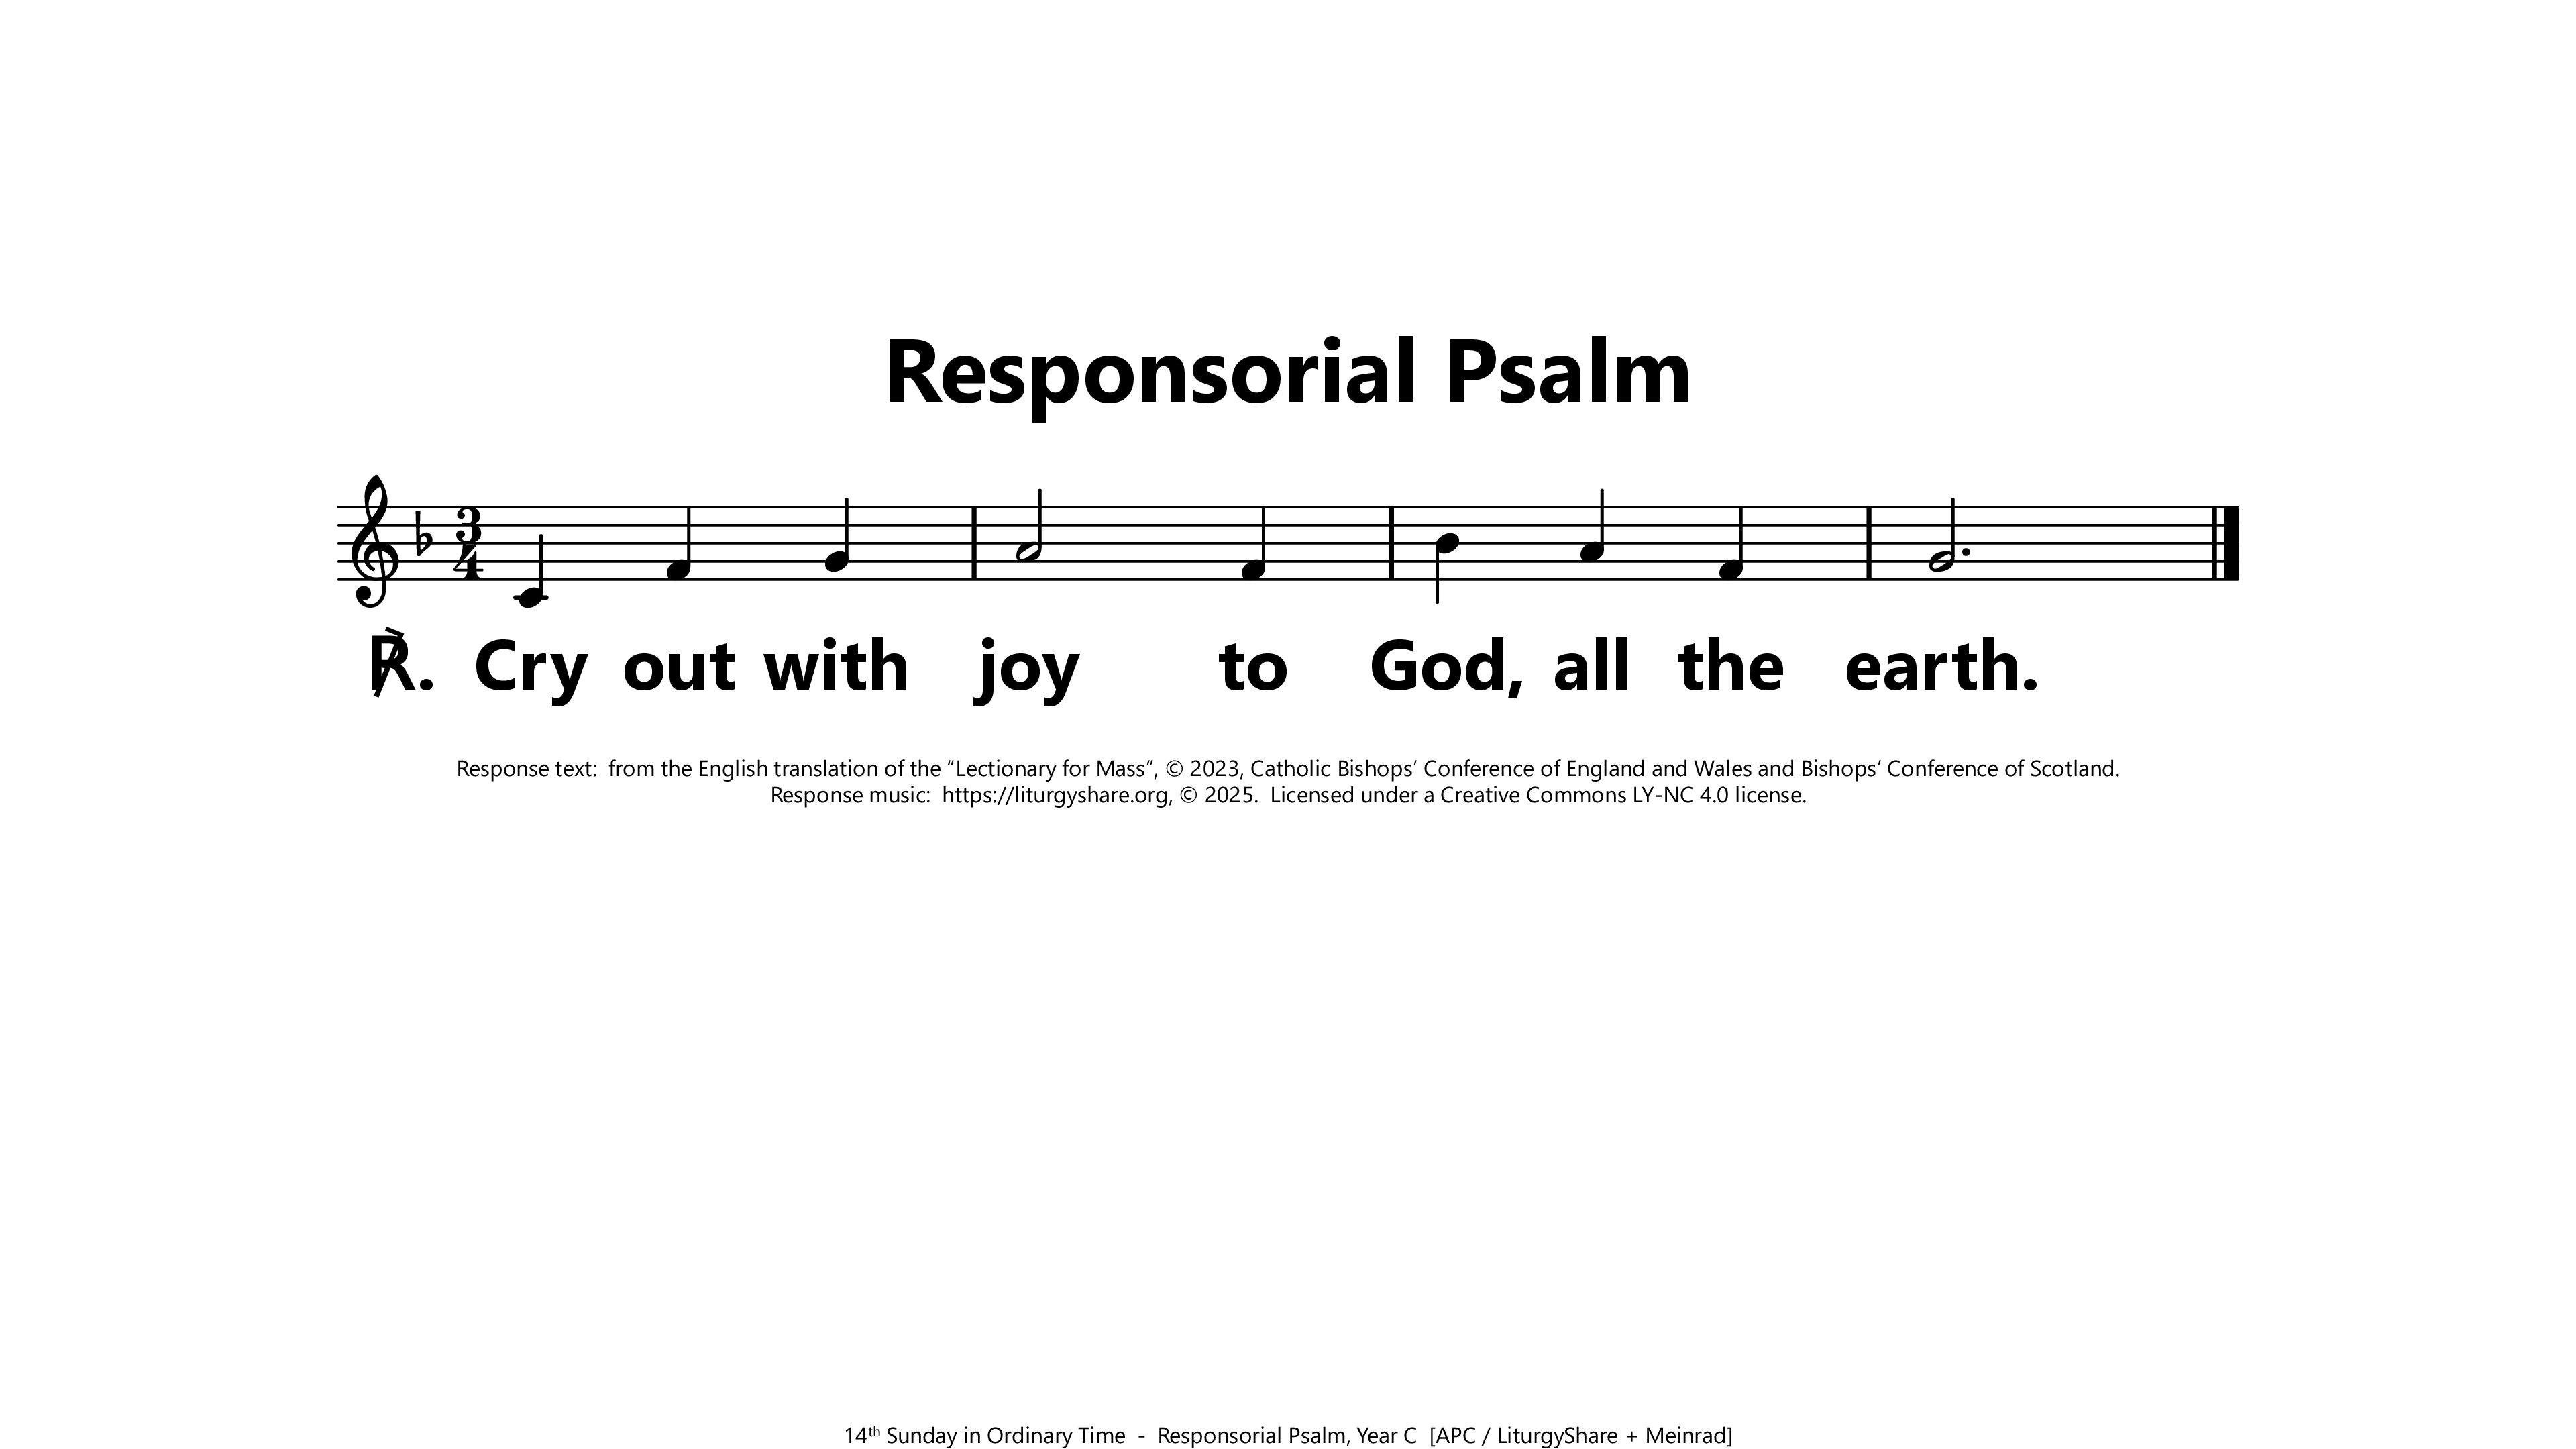 Responsorial Psalm
3
4
℟. Cry out with joy to God, all the earth.
Response text:  from the English translation of the “Lectionary for Mass”, © 2023, Catholic Bishops’ Conference of England and Wales and Bishops’ Conference of Scotland.
Response music:  https://liturgyshare.org, © 2025.  Licensed under a Creative Commons LY-NC 4.0 license.
14th Sunday in Ordinary Time  -  Responsorial Psalm, Year C  [APC / LiturgyShare + Meinrad]